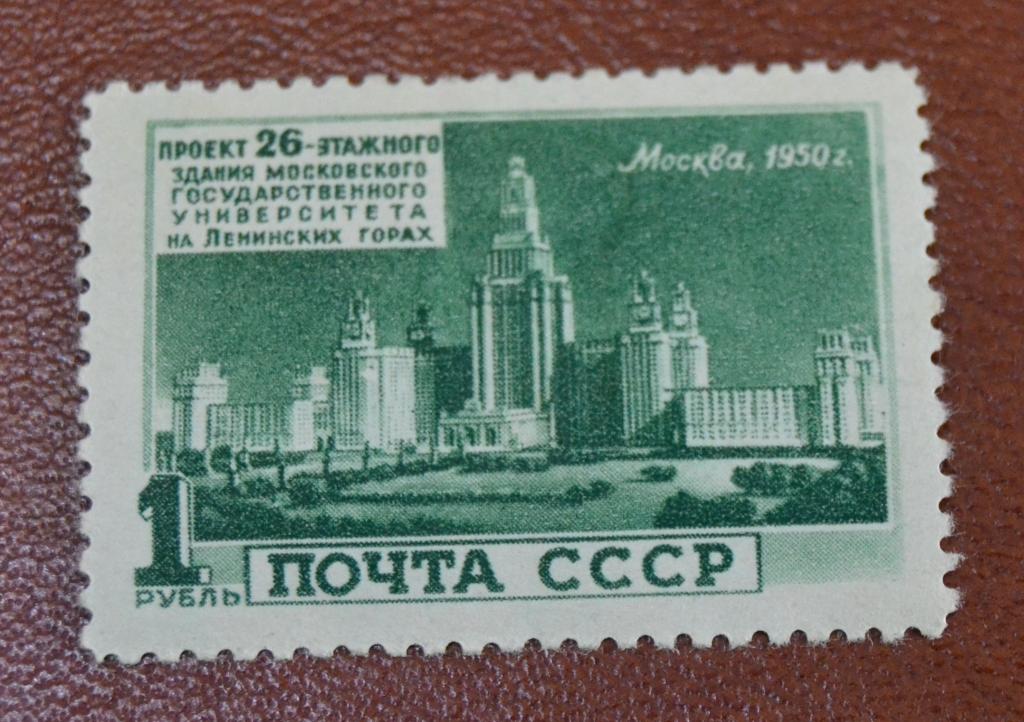 ПРОЕКТ 26-ЭТАЖНОГО
ЗДАНИЯ МОСКОВСКОГО
ГОСУДАРСТВЕННОГО
УНИВЕРСИТЕТА
НА ЛЕНИНСКИХ ГОРАХ
Москва, 1950 г.
1
РУБЛЬ
ПОЧТА СССР